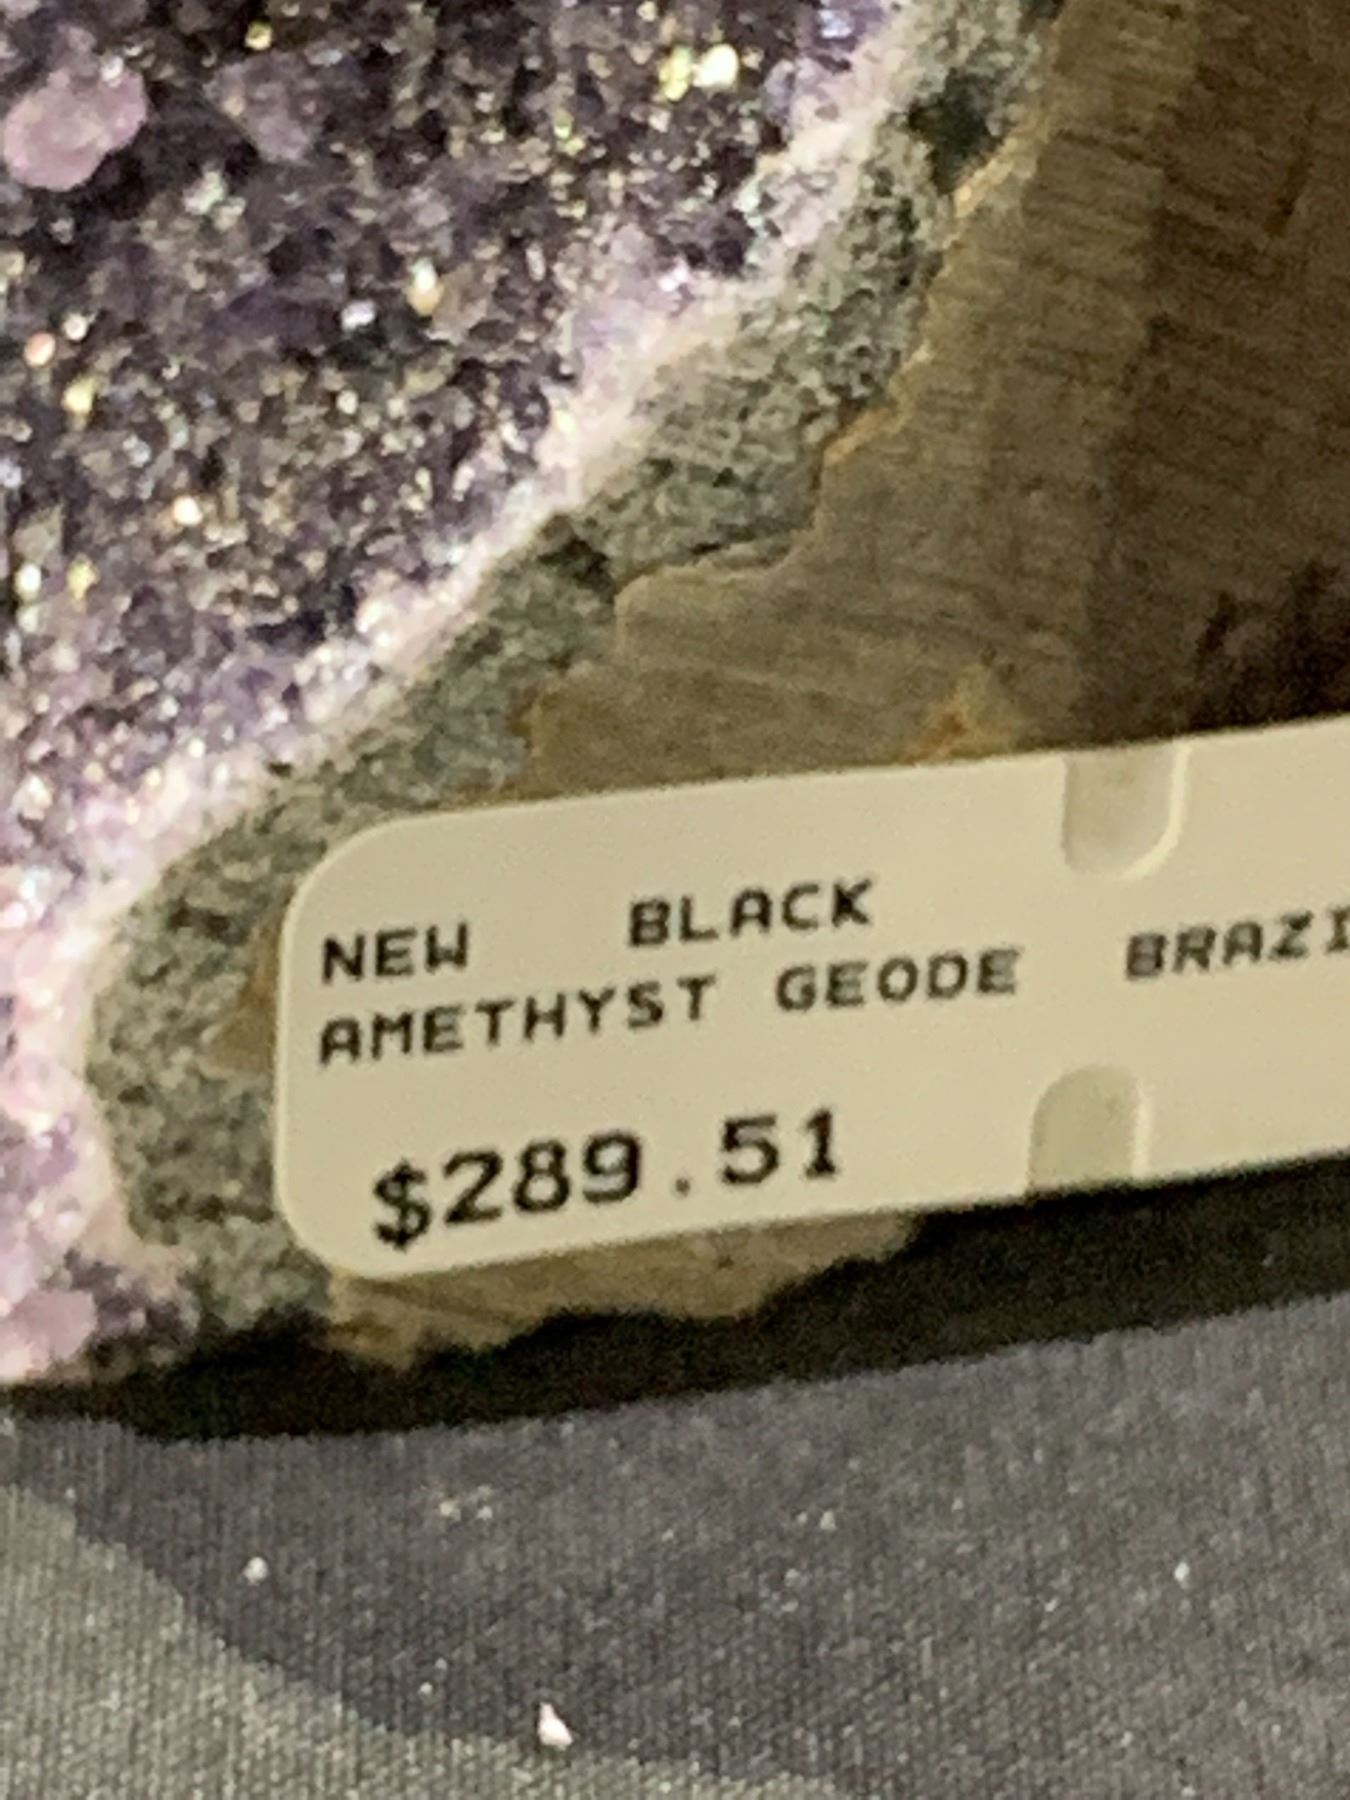 NEW BLACK
AMETHYST GEODE BRAZI
$289.51